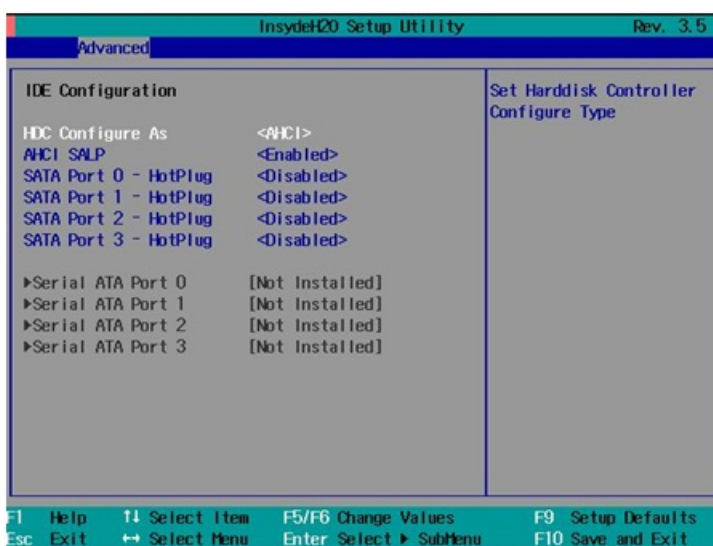 InsydeH2O Setup Utility Rev. 3.5
Advanced
IDE Configuration
HDC Configure As <AHCI>
AHCI SALP <Enabled>
SATA Port 0 - HotPlug <Disabled>
SATA Port 1 - HotPlug <Disabled>
SATA Port 2 - HotPlug <Disabled>
SATA Port 3 - HotPlug <Disabled>
▶Serial ATA Port 0 [Not Installed]
▶Serial ATA Port 1 [Not Installed]
▶Serial ATA Port 2 [Not Installed]
▶Serial ATA Port 3 [Not Installed]
Set Harddisk Controller
Configure Type
F1 Help ↑↓ Select Item F5/F6 Change Values F9 Setup Defaults
Esc Exit ↔ Select Menu Enter Select ▶ SubMenu F10 Save and Exit